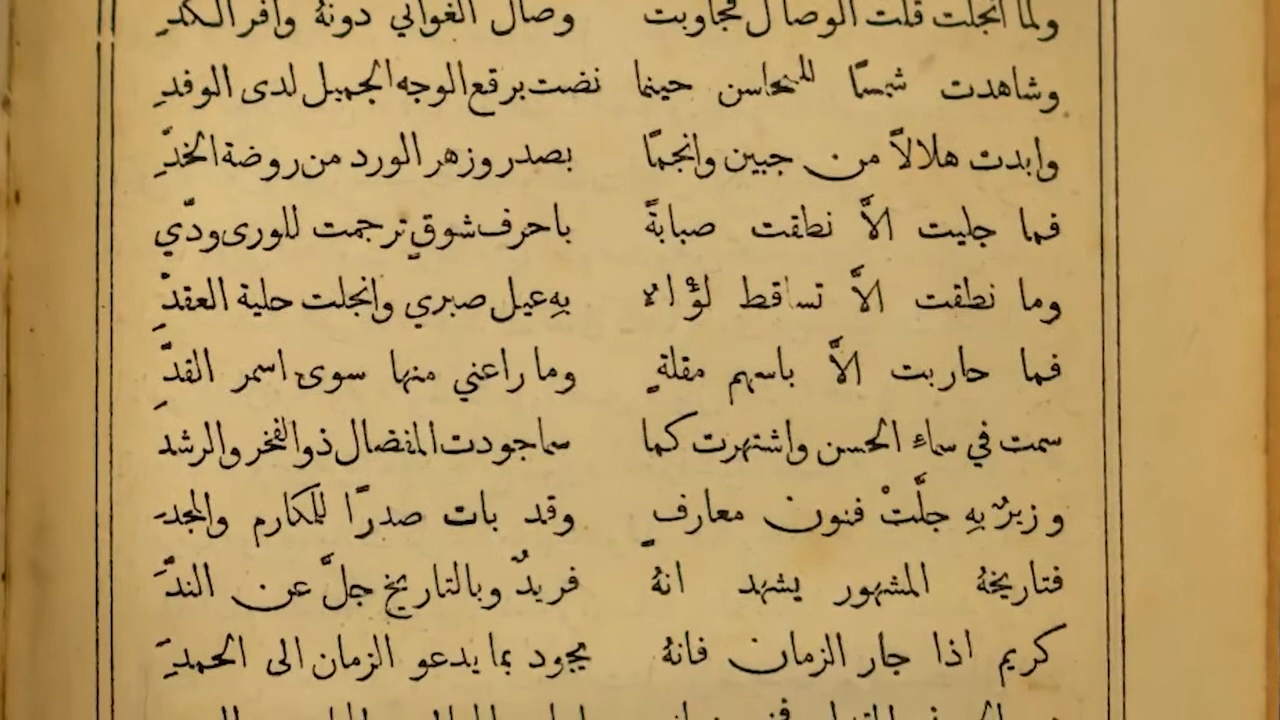 ولما انجلت قلت الوصال فجاوبت وصال الغواني دونهُ وافر الكدِ
وشاهدت شمسًا للمحاسن حينما نضت برقع الوجه الجميل لدى الوفدِ
وابدت هلالاً من جبين وانجمًا بصدر وزهر الورد من روضة الخدِّ
فما جليت الاَّ نطقت صبابةً باحرف شوقٍ ترجمت للورى ودّي
وما نطقت الاَّ تساقط لؤلؤ بهِ عيل صبري وانجلت حلية العقدِ
فما حاربت الاَّ باسهم مقلةٍ وما راعني منها سوى اسمر القدِّ
سمت في سماء الحسن واشتهرت كما سما جودت المفضال ذو الفخر والرشد
وزيرٌ بهِ جلَّتْ فنون معارفٍ وقد بات صدرًا للمكارم والمجدِ
فتاريخهُ المشهور يشهد انهُ فريدٌ وبالتاريخ جلَّ عن الندِّ
كريم اذا جار الزمان فانهُ يجود بما يدعو الزمان الى الحمدِ